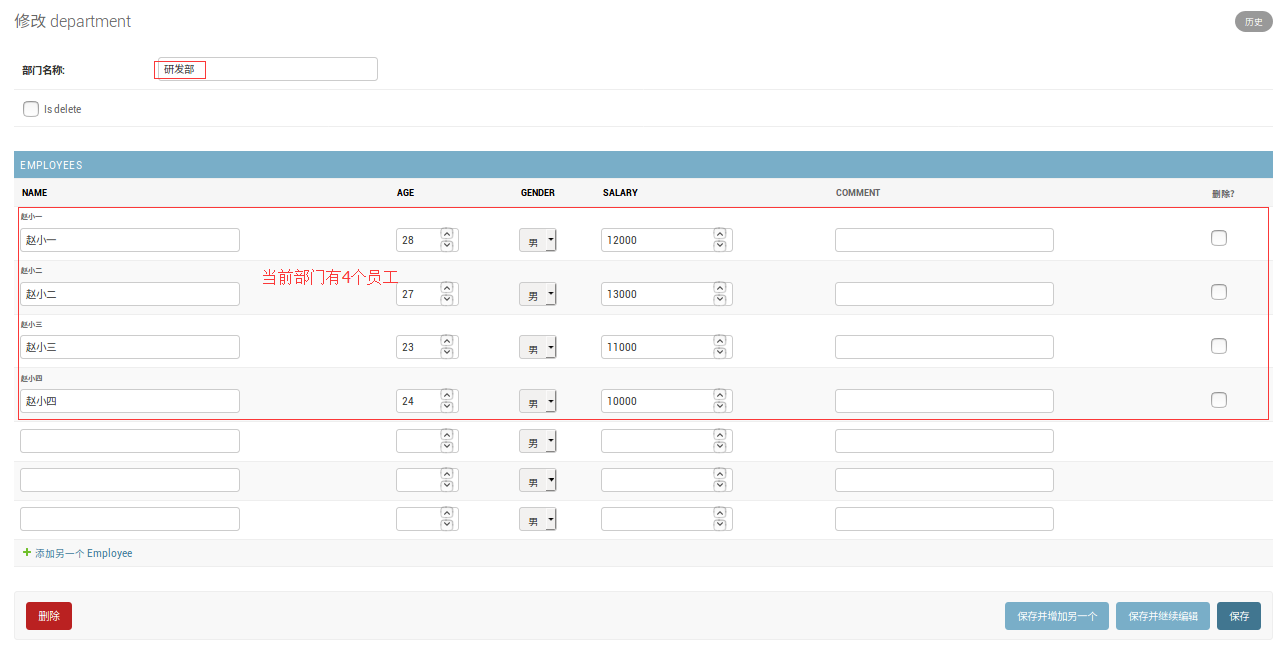 修改 department
历史
部门名称: 研发部
Is delete
EMPLOYEES
NAME AGE GENDER SALARY COMMENT 删除?
赵小一
赵小一 28 男 12000
赵小二
当前部门有4个员工
赵小二 27 男 13000
赵小三
赵小三 23 男 11000
赵小四
赵小四 24 男 10000
男
男
男
+ 添加另一个 Employee
删除 保存并增加另一个 保存并继续编辑 保存